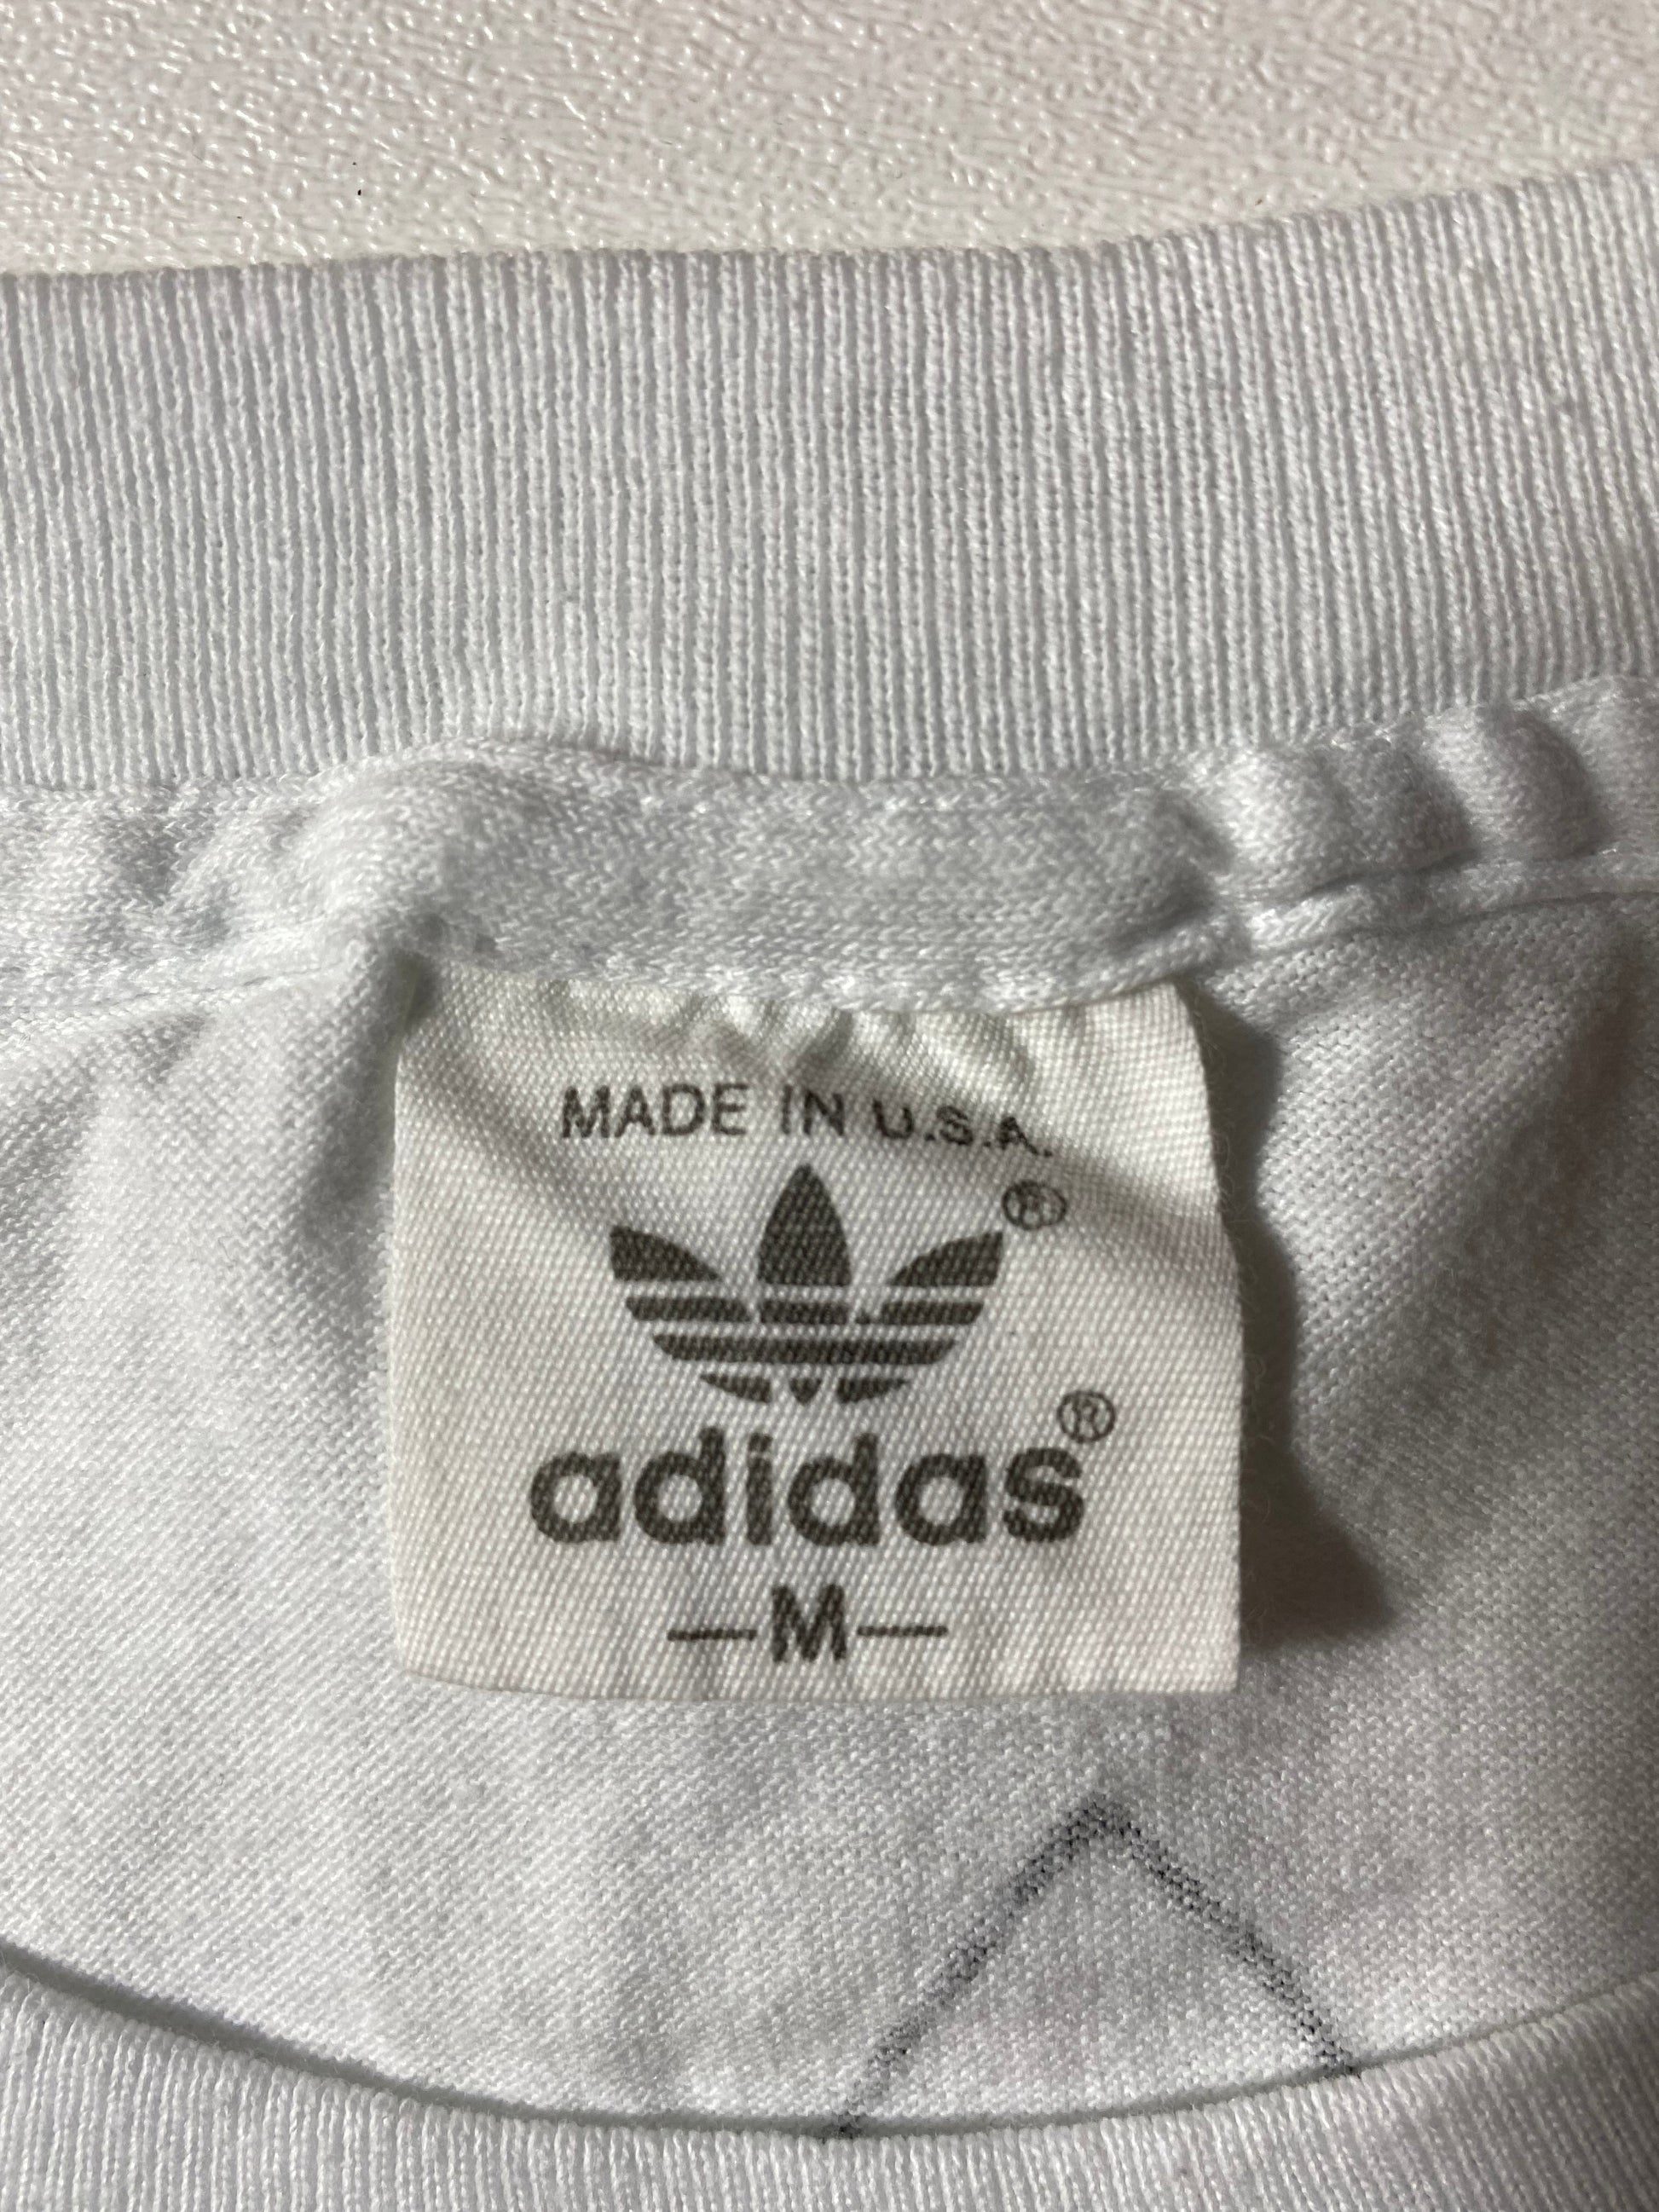 MADE IN U.S.A.
®
adidas®
—M—